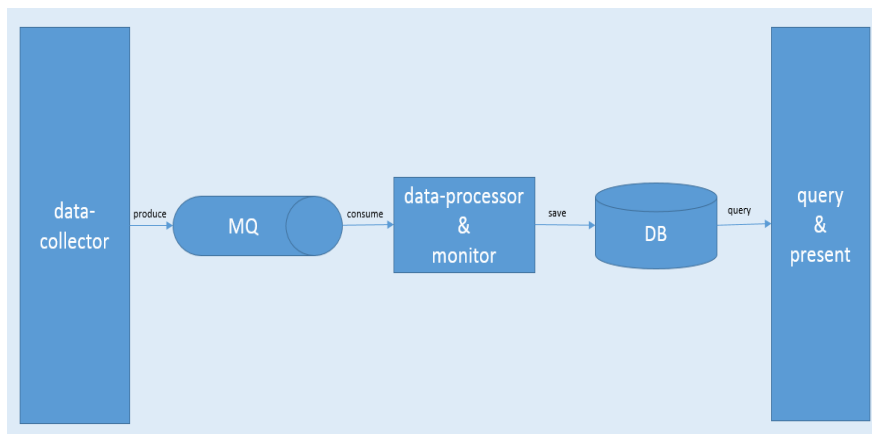 data-
collector
produce
MQ
consume
data-processor
&
monitor
save
DB
query
query
&
present